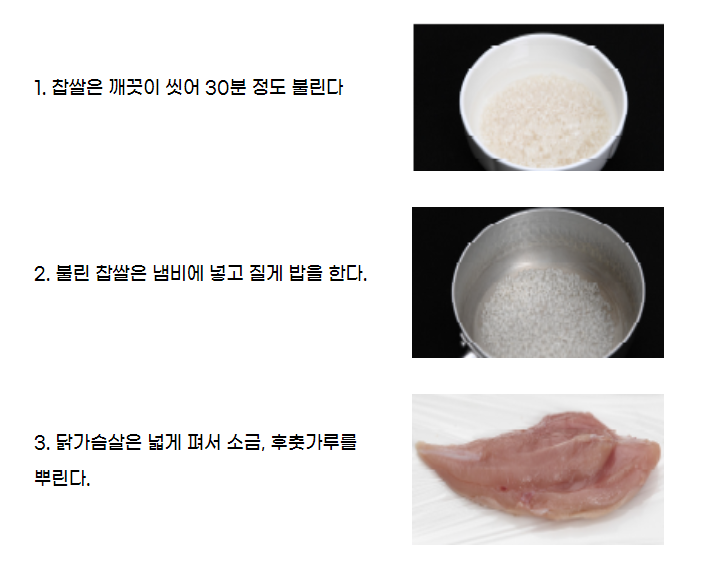 1. 찹쌀은 깨끗이 씻어 30분 정도 불린다
2. 불린 찹쌀은 냄비에 넣고 질게 밥을 한다.
3. 닭가슴살은 넓게 펴서 소금, 후춧가루를
뿌린다.